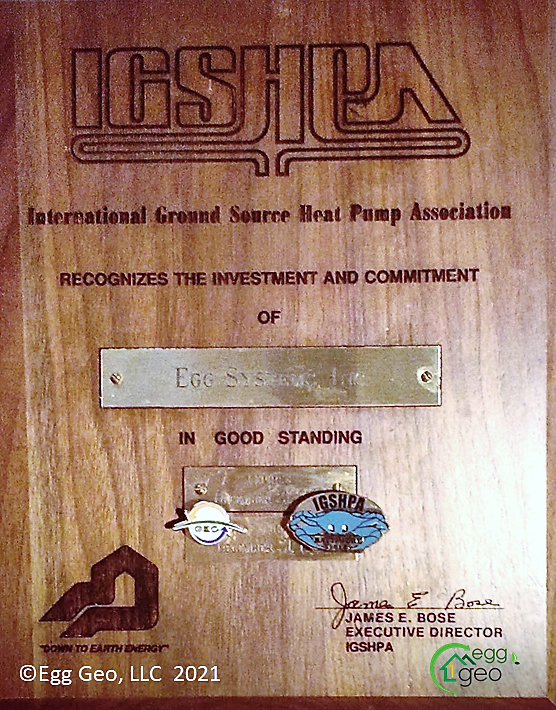 IGSHPA
International Ground Source Heat Pump Association
RECOGNIZES THE INVESTMENT AND COMMITMENT
OF
EGG SYSTEMS, INC
IN GOOD STANDING
GEC
IGSHPA
James E Bose
JAMES E. BOSE
EXECUTIVE DIRECTOR
IGSHPA
"DOWN TO EARTH ENERGY"
©Egg Geo, LLC 2021
egg
geo